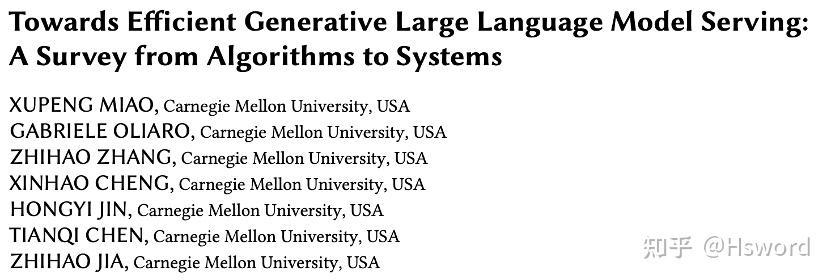 Towards Efficient Generative Large Language Model Serving:
A Survey from Algorithms to Systems
XUPENG MIAO, Carnegie Mellon University, USA
GABRIELE OLIARO, Carnegie Mellon University, USA
ZHIHAO ZHANG, Carnegie Mellon University, USA
XINHAO CHENG, Carnegie Mellon University, USA
HONGYI JIN, Carnegie Mellon University, USA
TIANQI CHEN, Carnegie Mellon University, USA
ZHIHAO JIA, Carnegie Mellon University, USA
知乎 @Hsword